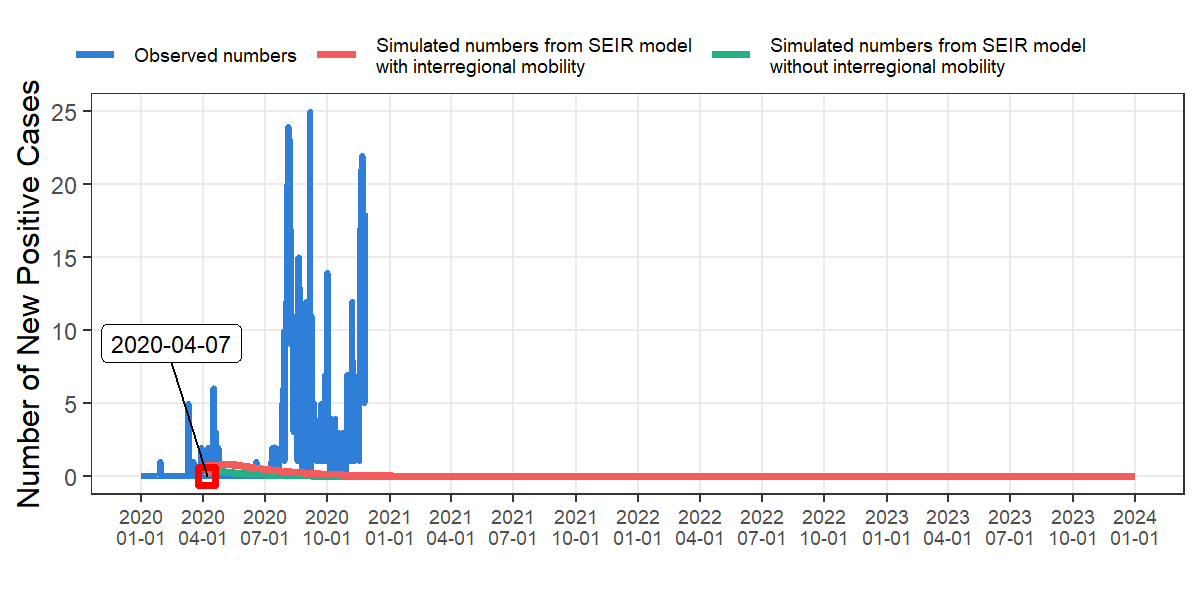 Observed numbers
Simulated numbers from SEIR model
with interregional mobility
Simulated numbers from SEIR model
without interregional mobility
Number of New Positive Cases
25
20
15
10
5
0
2020-04-07
2020 2020 2020 2020 2021 2021 2021 2021 2022 2022 2022 2022 2023 2023 2023 2023 2024
01-01 04-01 07-01 10-01 01-01 04-01 07-01 10-01 01-01 04-01 07-01 10-01 01-01 04-01 07-01 10-01 01-01